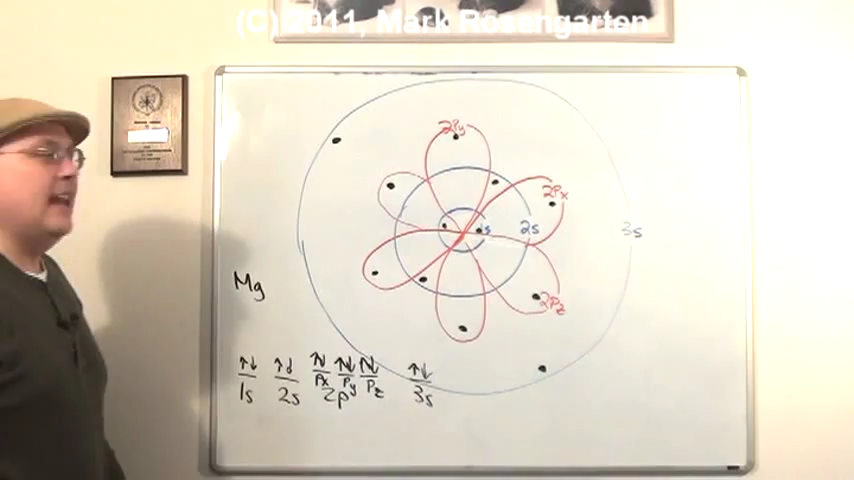 (C) 2011, Mark Rosengarten
2Py
2Px
s
2s
3s
2Pz
Mg
↑↓ ↑↓ ↑↓ ↑↓ ↑↓ ↑↓
Px Py Pz
1s 2s 2p 3s